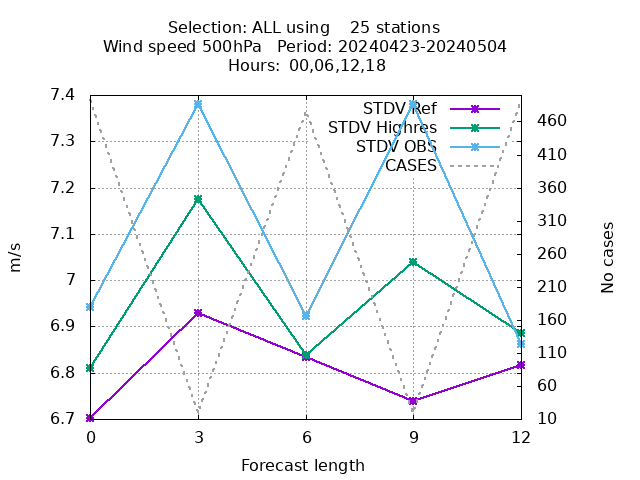 Selection: ALL using    25 stations
Wind speed 500hPa   Period: 20240423-20240504
Hours: 00,06,12,18
7.4
7.3
7.2
7.1
7
6.9
6.8
6.7
m/s
STDV Ref
STDV Highres
STDV OBS
CASES
460
410
360
310
260
210
160
110
60
10
No cases
0
3
6
9
12
Forecast length